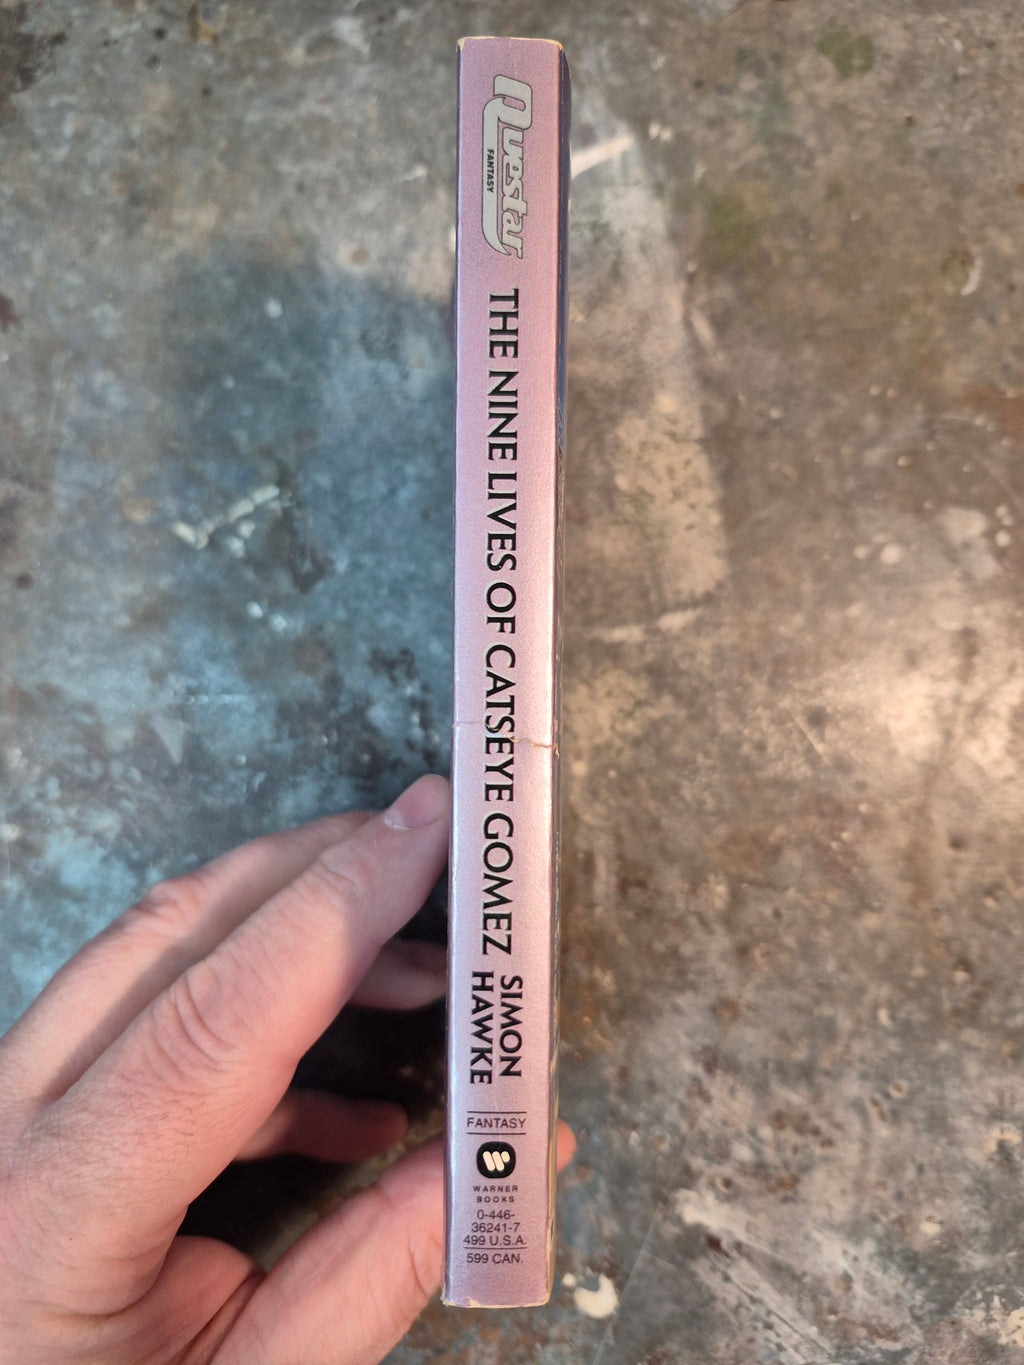 Questar
FANTASY
THE NINE LIVES OF CATSEYE GOMEZ
SIMON
HAWKE
FANTASY
WARNER
BOOKS
0-446-
36241-7
499 U.S.A.
599 CAN.